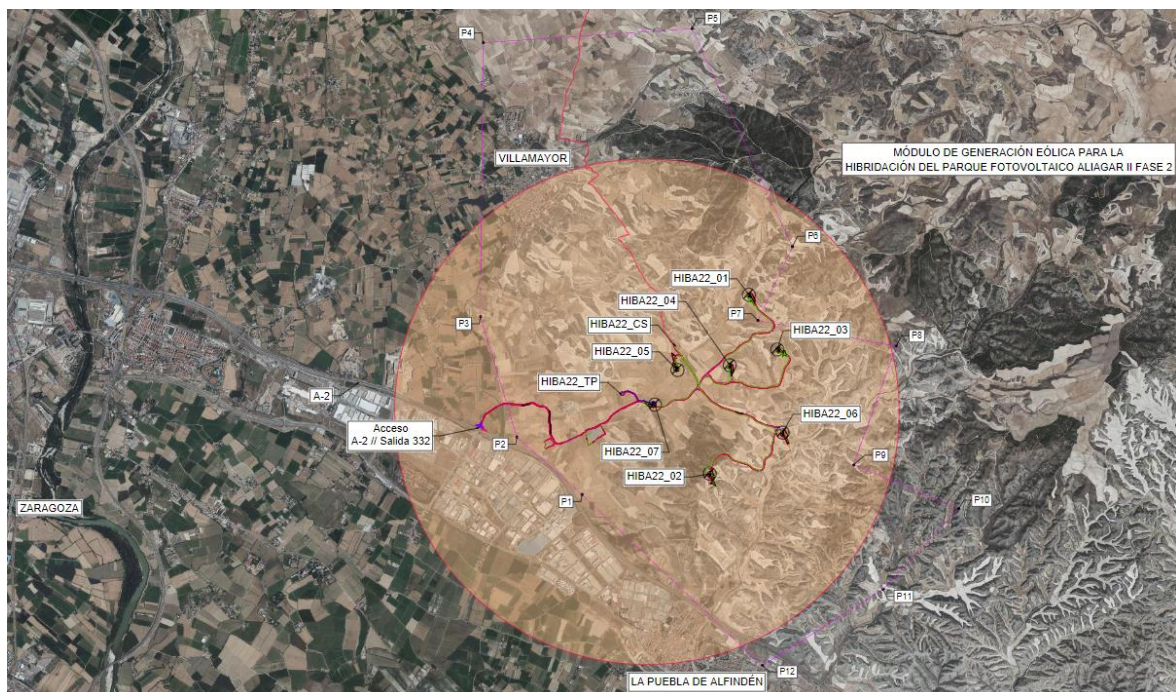 P4
P5
VILLAMAYOR
MÓDULO DE GENERACIÓN EÓLICA PARA LA
HIBRIDACIÓN DEL PARQUE FOTOVOLTAICO ALIAGAR II FASE 2
P6
HIBA22_01
HIBA22_04
P7
P3
HIBA22_CS
HIBA22_03
P8
HIBA22_05
HIBA22_TP
A-2
HIBA22_06
Acceso
A-2 // Salida 332
P2
HIBA22_07
P9
HIBA22_02
P1
P10
ZARAGOZA
P11
P12
LA PUEBLA DE ALFINDÉN